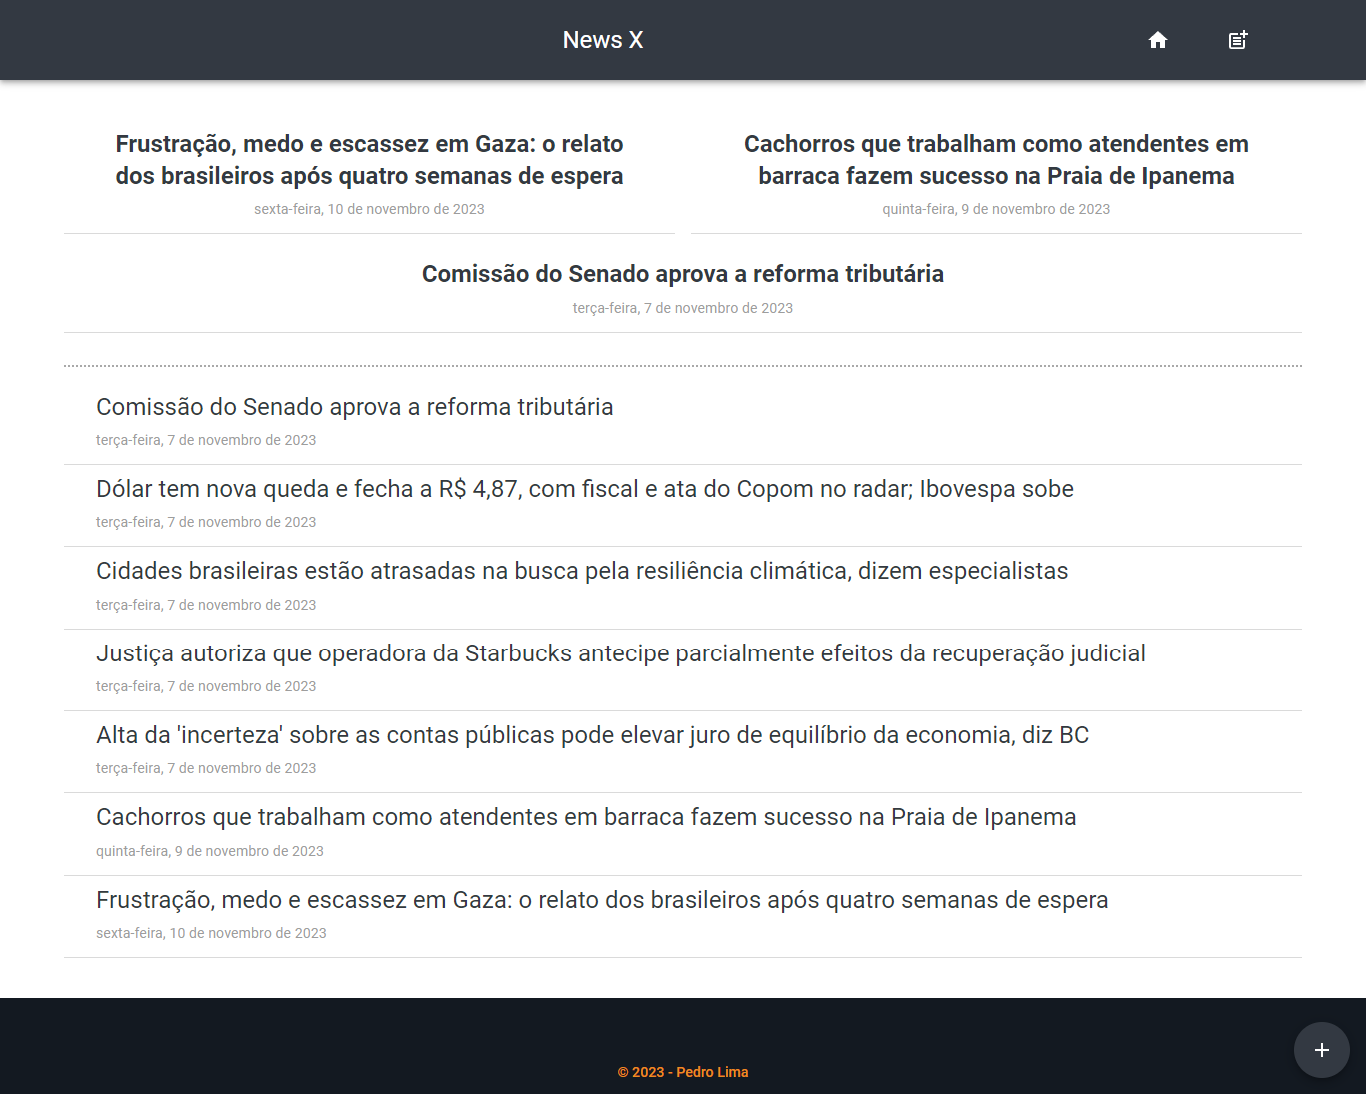 News X
Frustração, medo e escassez em Gaza: o relato
dos brasileiros após quatro semanas de espera
sexta-feira, 10 de novembro de 2023
Cachorros que trabalham como atendentes em
barraca fazem sucesso na Praia de Ipanema
quinta-feira, 9 de novembro de 2023
Comissão do Senado aprova a reforma tributária
terça-feira, 7 de novembro de 2023
Comissão do Senado aprova a reforma tributária
terça-feira, 7 de novembro de 2023
Dólar tem nova queda e fecha a R$ 4,87, com fiscal e ata do Copom no radar; Ibovespa sobe
terça-feira, 7 de novembro de 2023
Cidades brasileiras estão atrasadas na busca pela resiliência climática, dizem especialistas
terça-feira, 7 de novembro de 2023
Justiça autoriza que operadora da Starbucks antecipe parcialmente efeitos da recuperação judicial
terça-feira, 7 de novembro de 2023
Alta da 'incerteza' sobre as contas públicas pode elevar juro de equilíbrio da economia, diz BC
terça-feira, 7 de novembro de 2023
Cachorros que trabalham como atendentes em barraca fazem sucesso na Praia de Ipanema
quinta-feira, 9 de novembro de 2023
Frustração, medo e escassez em Gaza: o relato dos brasileiros após quatro semanas de espera
sexta-feira, 10 de novembro de 2023
© 2023 - Pedro Lima